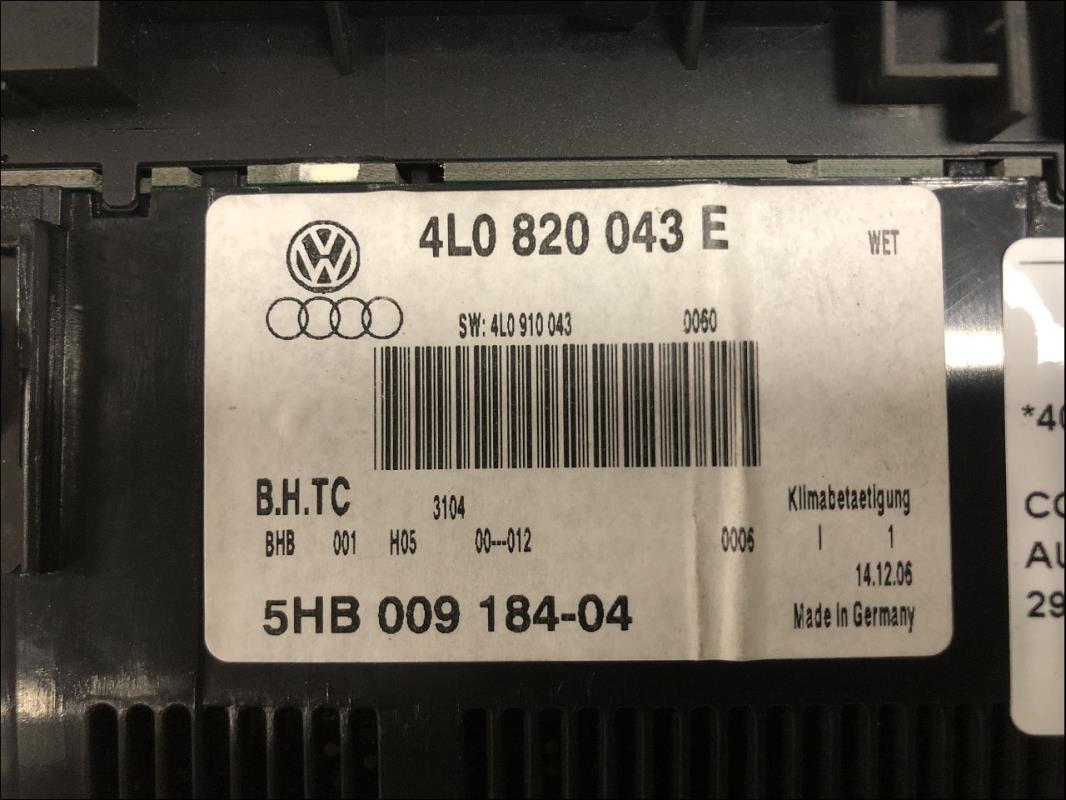 4L0 820 043 E
WET
SW: 4L0 910 043 0060
B.H.TC
3104
Klimabetaetigung
BHB 001 H05 00---012 0006 I 1
14.12.06
5HB 009 184-04
Made in Germany
VW